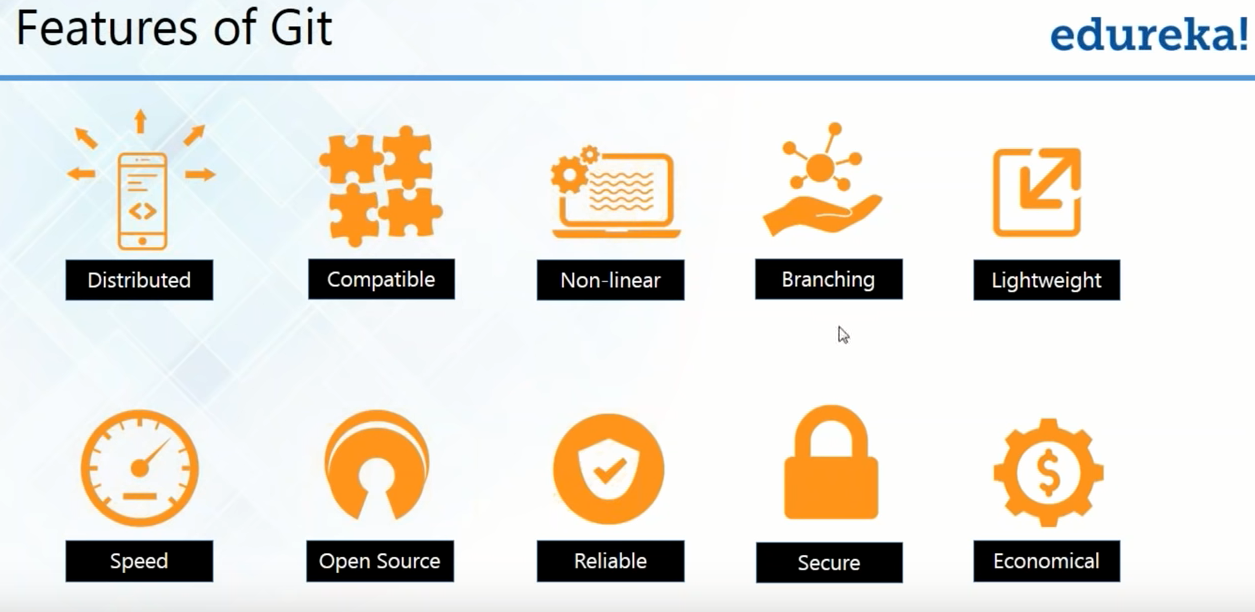 Features of Git
edureka!
Distributed
Compatible
Non-linear
Branching
Lightweight
Speed
Open Source
Reliable
Secure
Economical